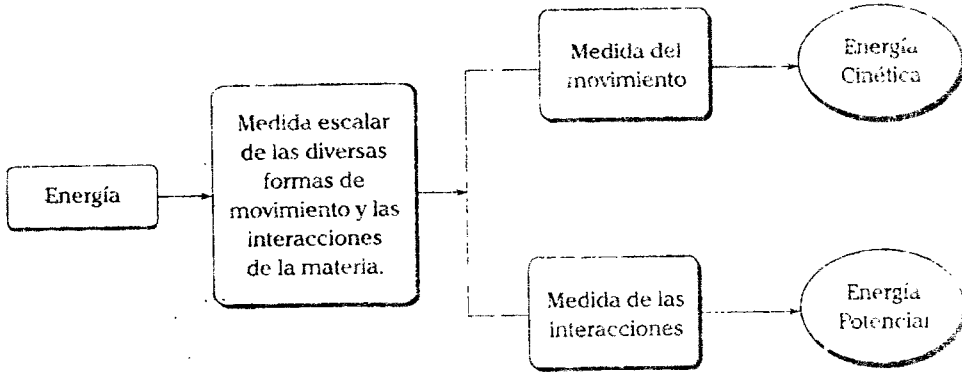 Energía
Medida escalar
de las diversas
formas de
movimiento y las
interacciones
de la materia.
Medida del
movimiento
Energía
Cinética
Medida de las
interacciones
Energía
Potencial